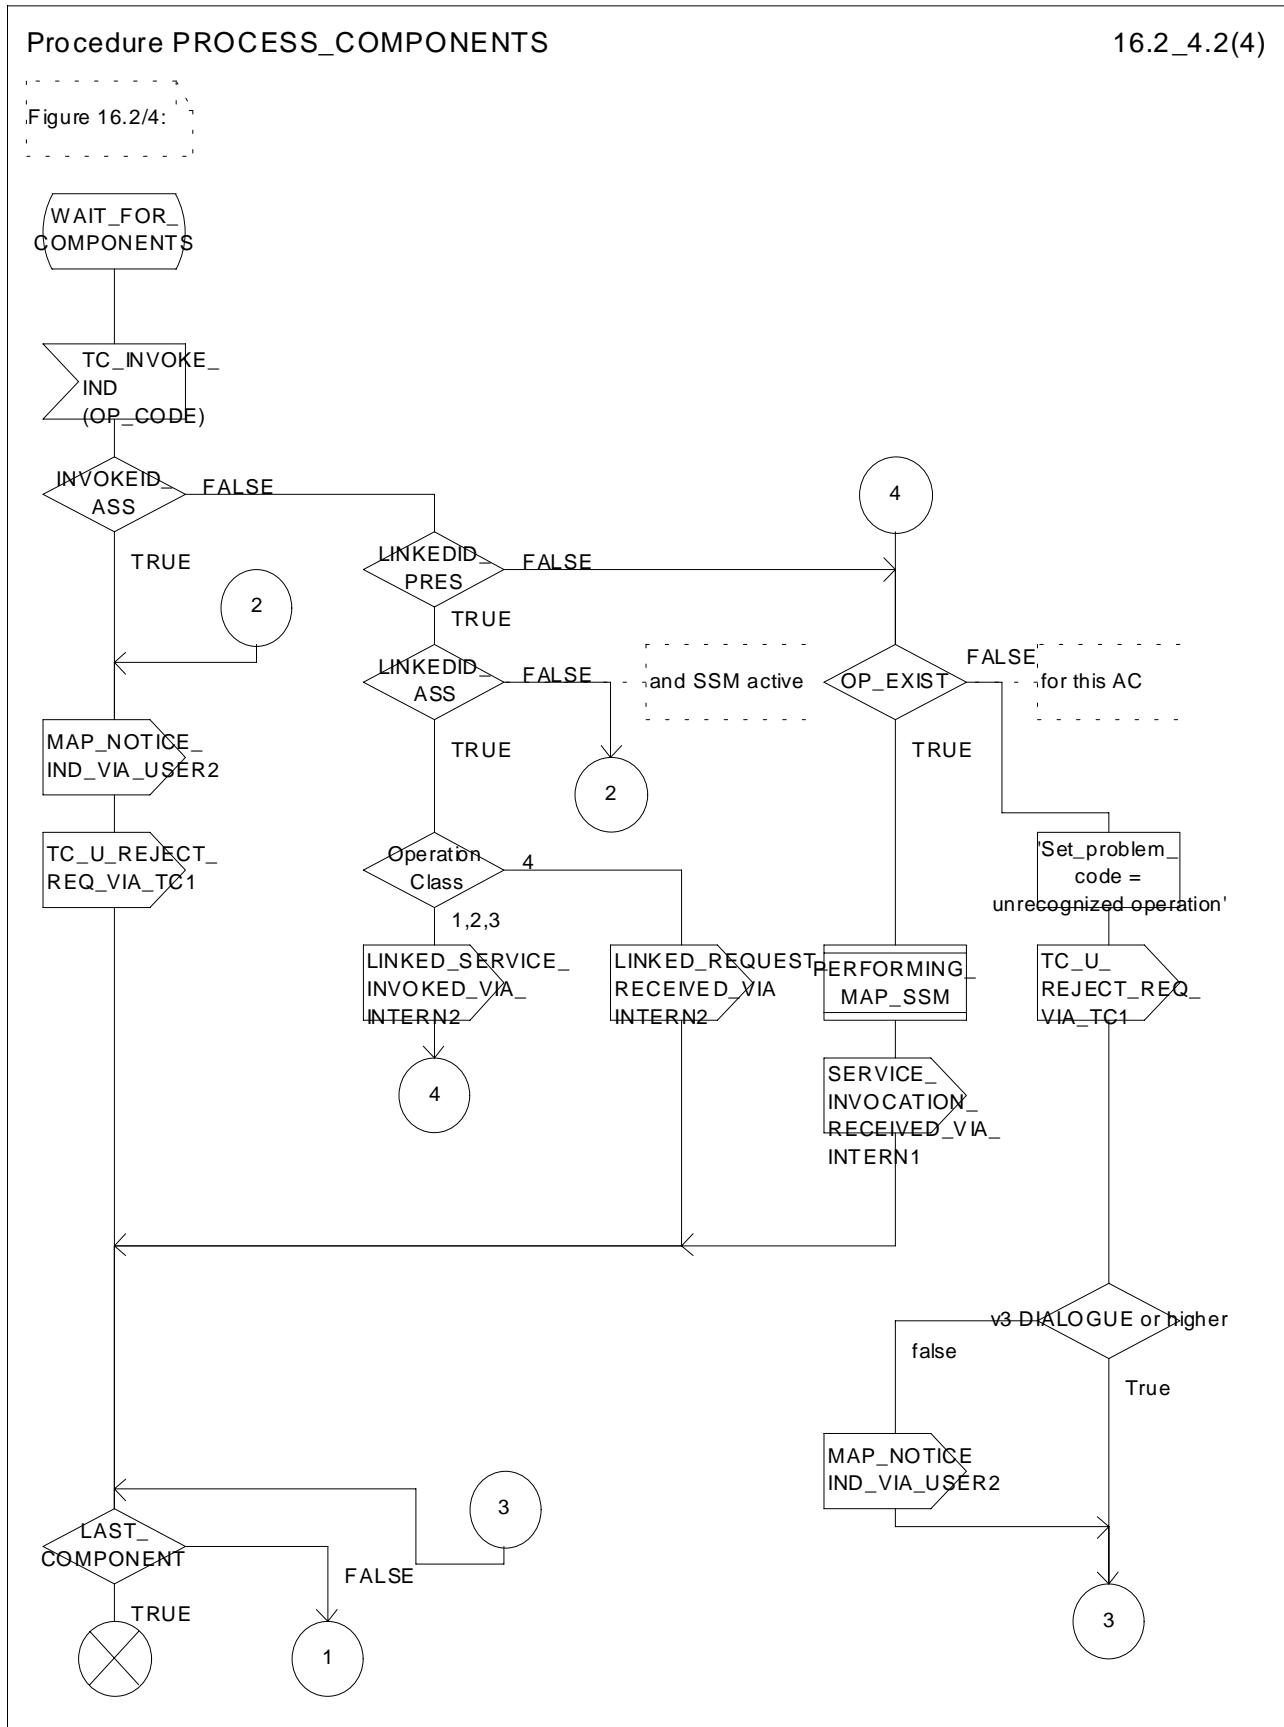 Procedure PROCESS_COMPONENTS
16.2_4.2(4)
Figure 16.2/4:
WAIT_FOR_
COMPONENTS
TC_INVOKE_
IND
(OP_CODE)
INVOKEID_
ASS
FALSE
TRUE
4
LINKEDID_
PRES
FALSE
TRUE
2
LINKEDID_
ASS
FALSE
TRUE
and SSM active
OP_EXIST
FALSE
TRUE
for this AC
MAP_NOTICE_
IND_VIA_USER2
2
TC_U_REJECT_
REQ_VIA_TC1
Operation
Class
4
1,2,3
'Set_problem_
code =
unrecognized operation'
LINKED_SERVICE_
INVOKED_VIA_
INTERN2
LINKED_REQUEST_
RECEIVED_VIA
INTERN2
PERFORMING_
MAP_SSM
TC_U_
REJECT_REQ_
VIA_TC1
4
SERVICE_
INVOCATION_
RECEIVED_VIA_
INTERN1
v3 DIALOGUE or higher
false
True
MAP_NOTICE
IND_VIA_USER2
3
LAST_
COMPONENT
FALSE
TRUE
1
3